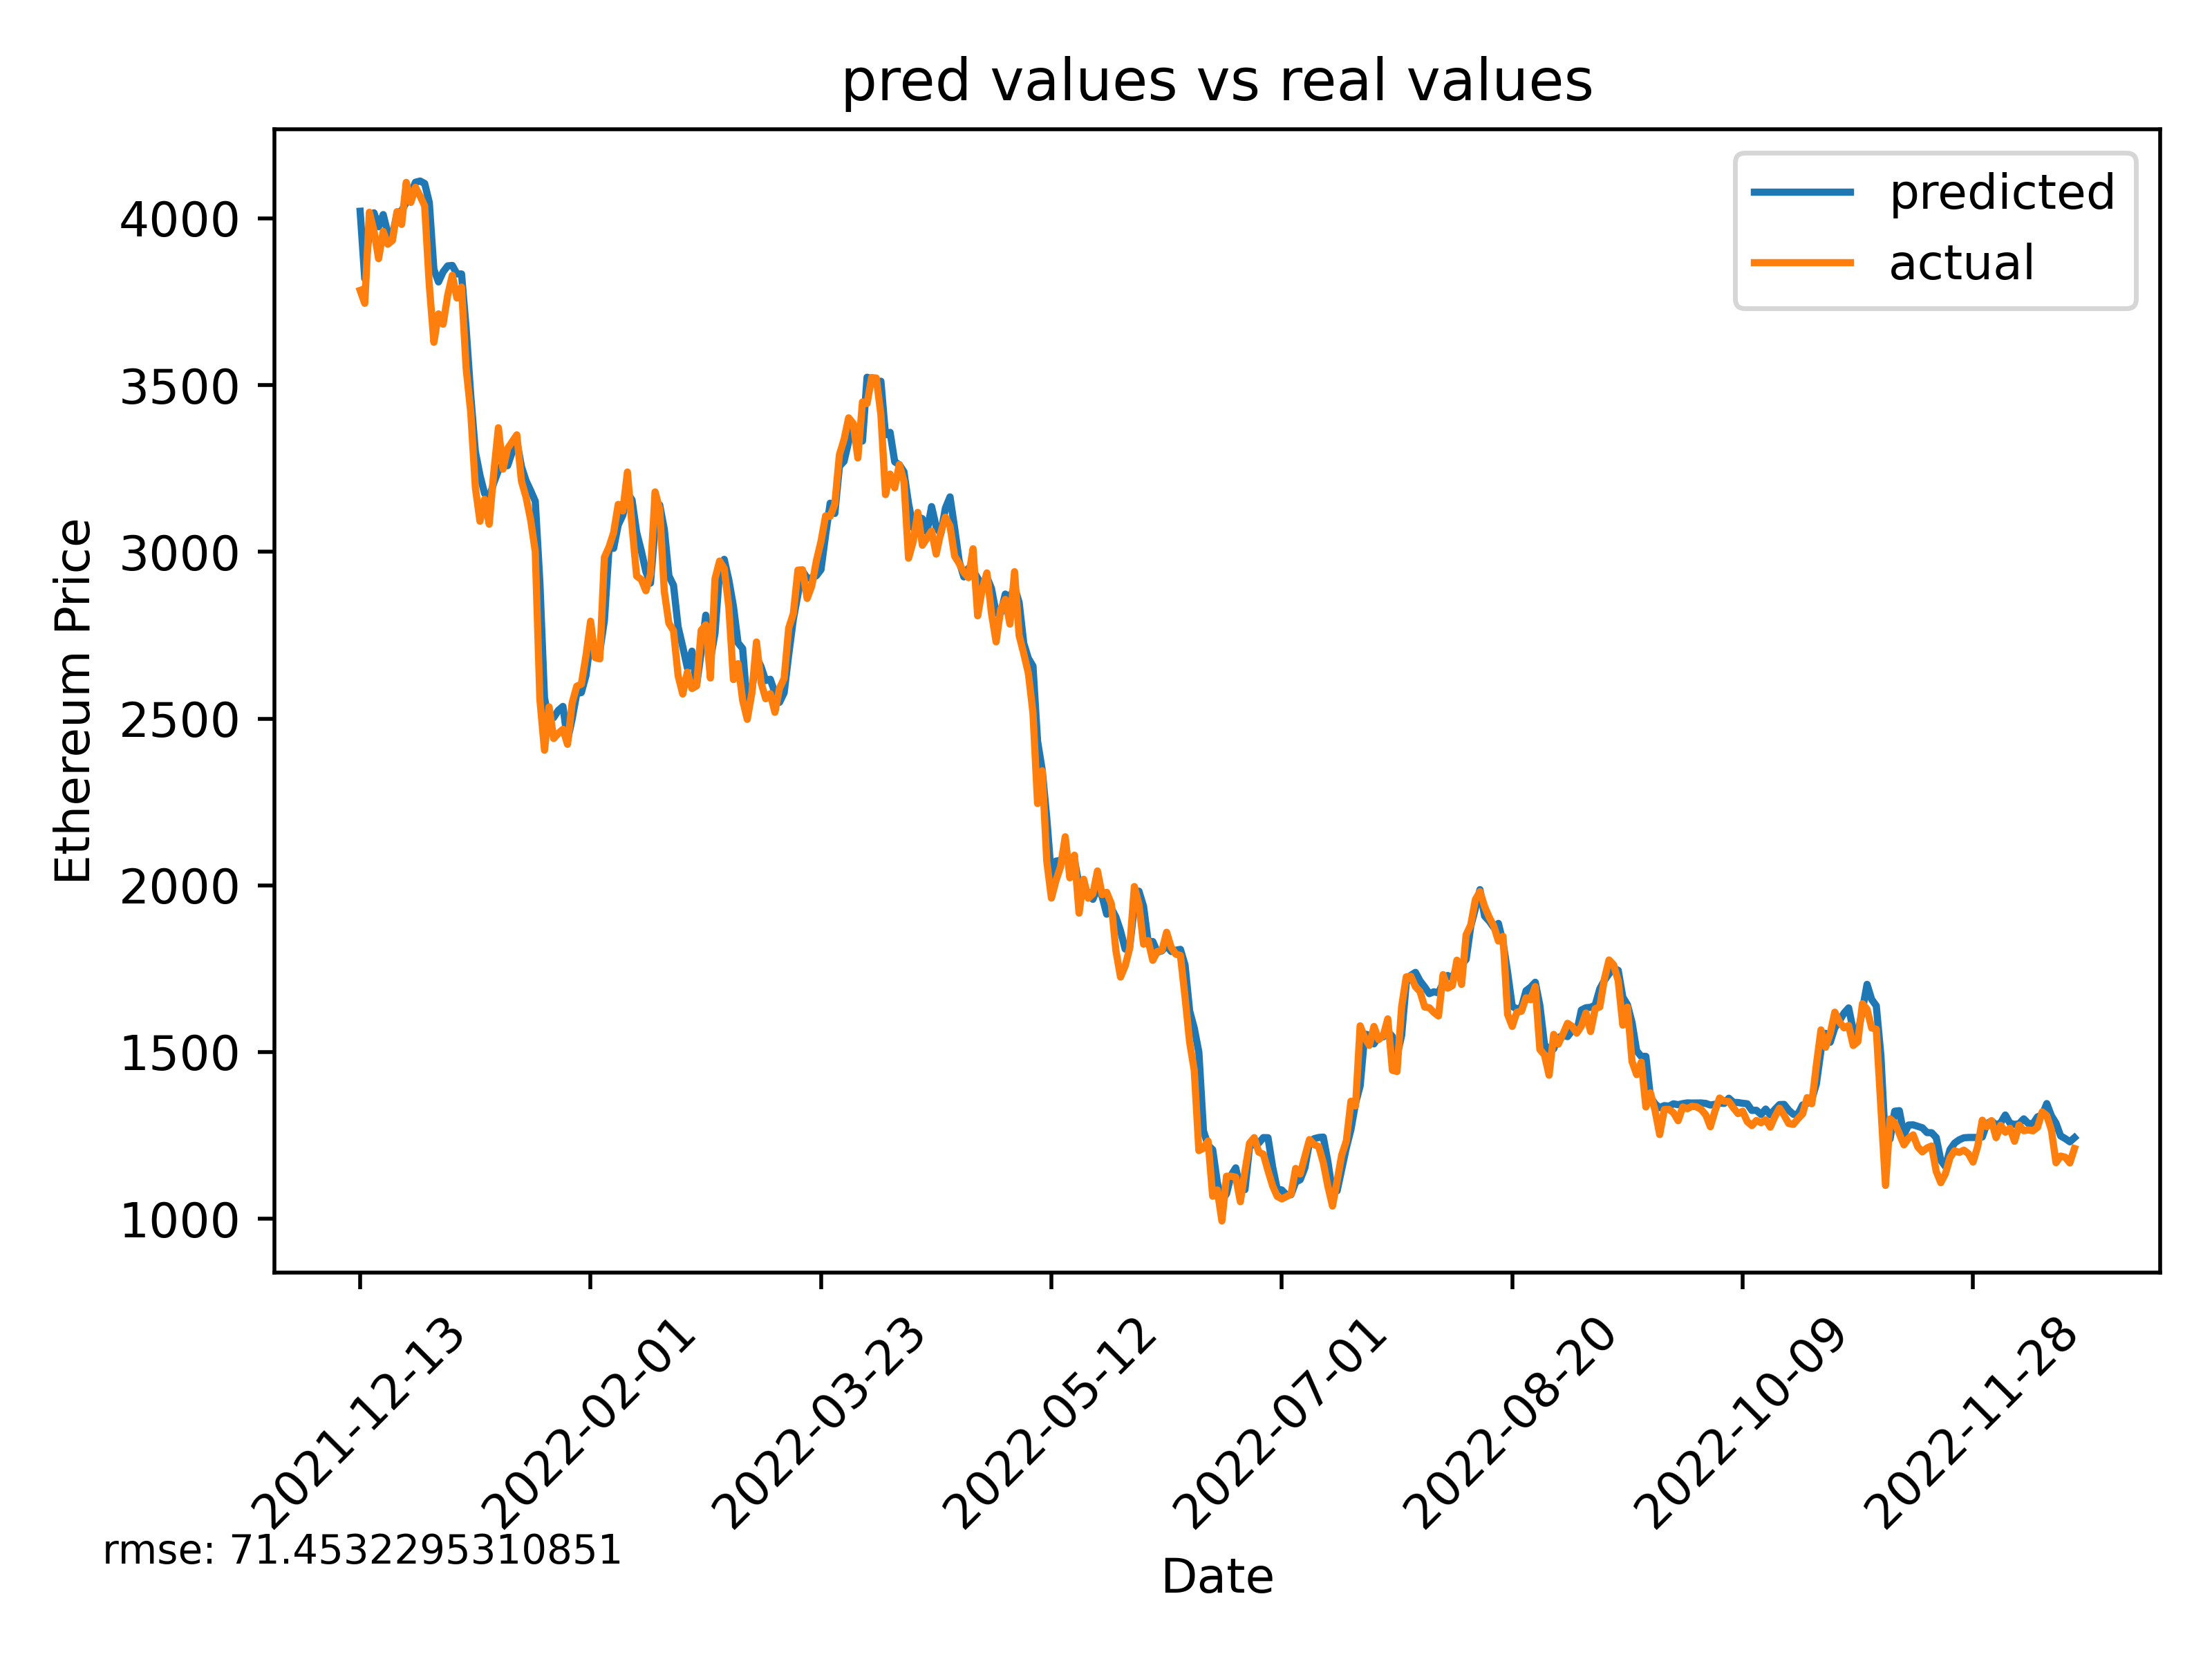 pred values vs real values
predicted
actual
Ethereum Price
4000
3500
3000
2500
2000
1500
1000
2021-12-13
2022-02-01
2022-03-23
2022-05-12
2022-07-01
2022-08-20
2022-10-09
2022-11-28
rmse: 71.4532295310851
Date